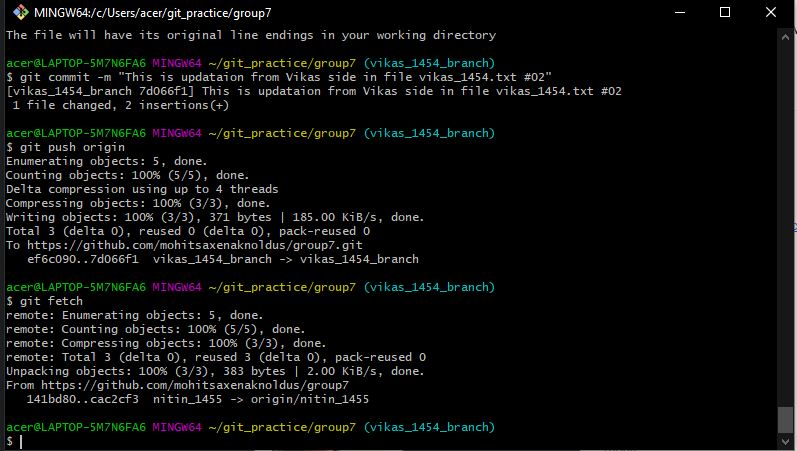 MINGW64:/c/Users/acer/git_practice/group7
The file will have its original line endings in your working directory
acer@LAPTOP-5M7N6FA6 MINGW64 ~/git_practice/group7 (vikas_1454_branch)
$ git commit -m "This is updataion from Vikas side in file vikas_1454.txt #02"
[vikas_1454_branch 7d066f1] This is updataion from Vikas side in file vikas_1454.txt #02
1 file changed, 2 insertions(+)
acer@LAPTOP-5M7N6FA6 MINGW64 ~/git_practice/group7 (vikas_1454_branch)
$ git push origin
Enumerating objects: 5, done.
Counting objects: 100% (5/5), done.
Delta compression using up to 4 threads
Compressing objects: 100% (3/3), done.
Writing objects: 100% (3/3), 371 bytes | 185.00 KiB/s, done.
Total 3 (delta 0), reused 0 (delta 0), pack-reused 0
To https://github.com/mohitsaxenaknoldus/group7.git
ef6c090..7d066f1  vikas_1454_branch -> vikas_1454_branch
acer@LAPTOP-5M7N6FA6 MINGW64 ~/git_practice/group7 (vikas_1454_branch)
$ git fetch
remote: Enumerating objects: 5, done.
remote: Counting objects: 100% (5/5), done.
remote: Compressing objects: 100% (3/3), done.
remote: Total 3 (delta 0), reused 3 (delta 0), pack-reused 0
Unpacking objects: 100% (3/3), 383 bytes | 2.00 KiB/s, done.
From https://github.com/mohitsaxenaknoldus/group7
141bd80..cac2cf3  nitin_1455 -> origin/nitin_1455
acer@LAPTOP-5M7N6FA6 MINGW64 ~/git_practice/group7 (vikas_1454_branch)
$